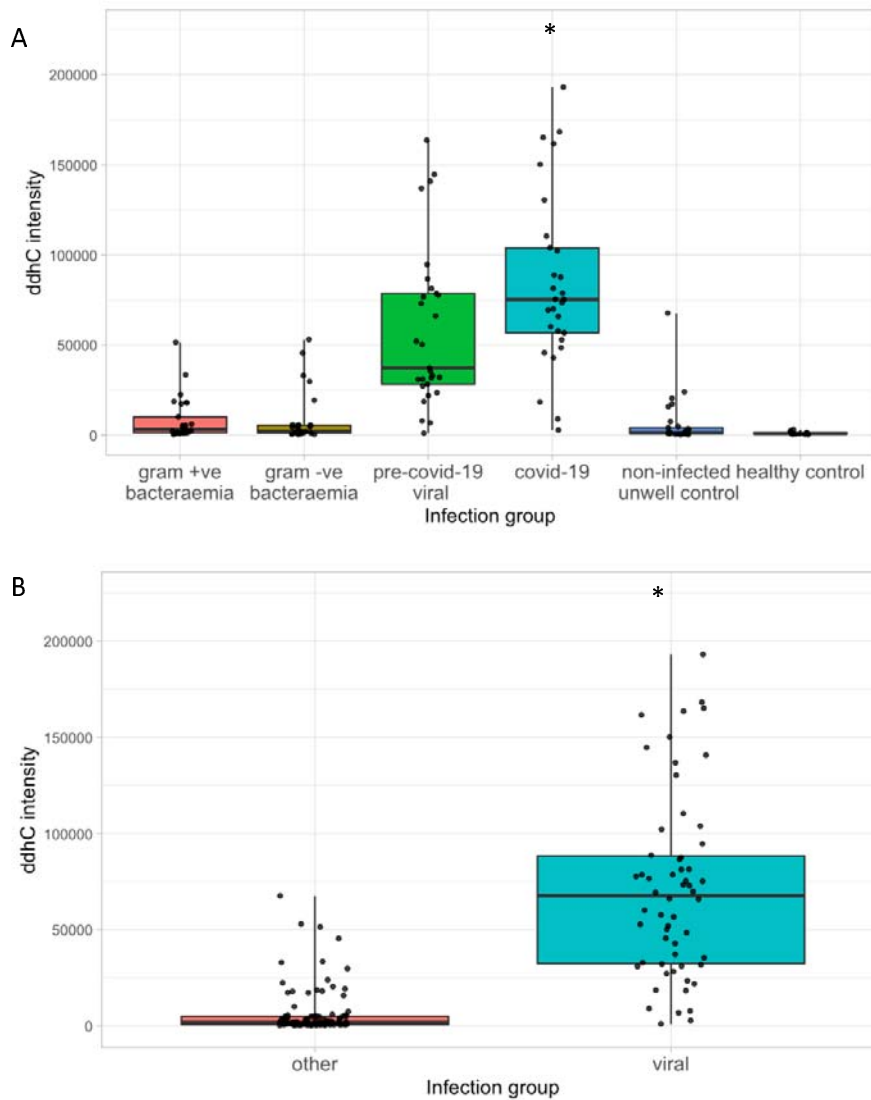 A
*
200000
150000
100000
50000
0
ddhC intensity
gram +ve bacteraemia
gram -ve bacteraemia
pre-covid-19 viral
covid-19
non-infected unwell control
healthy control
Infection group
B
*
200000
150000
100000
50000
0
ddhC intensity
other
viral
Infection group